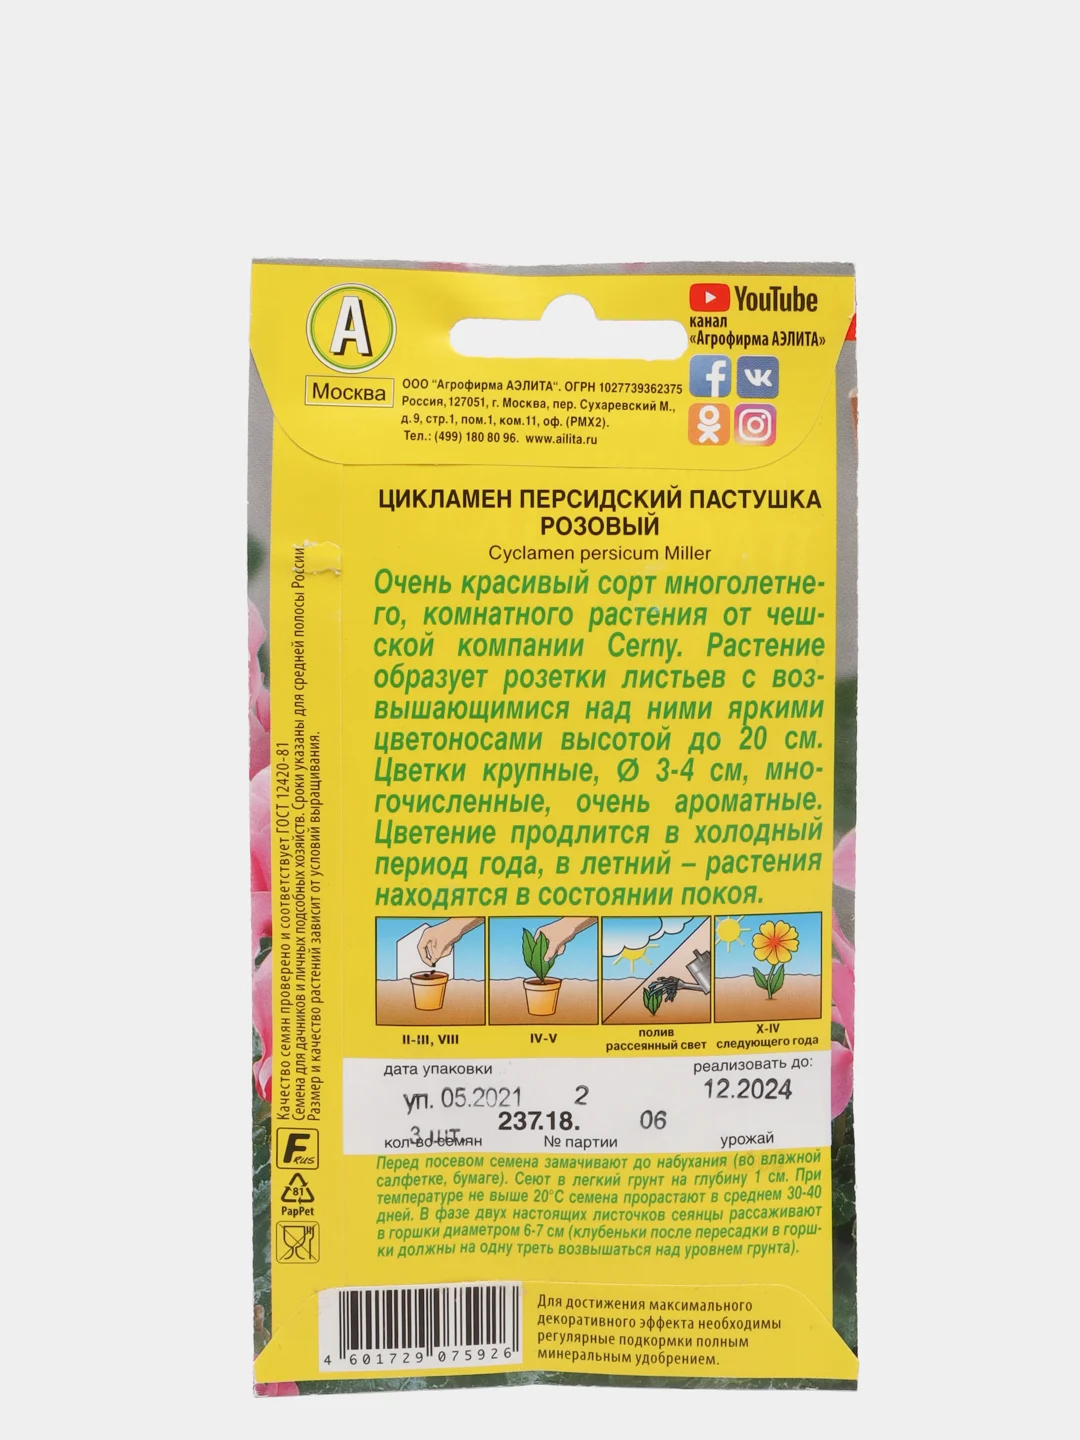 А
Москва
ООО "Агрофирма АЭЛИТА". ОГРН 1027739362375
Россия,127051, г. Москва, пер. Сухаревский М.,
д.9, стр.1, пом.1, ком.11, оф. (РМХ2).
Тел.: (499) 180 80 96. www.ailita.ru
YouTube
канал
«Агрофирма АЭЛИТА»
ЦИКЛАМЕН ПЕРСИДСКИЙ ПАСТУШКА
РОЗОВЫЙ
Cyclamen persicum Miller
Очень красивый сорт многолетне-
го, комнатного растения от чеш-
ской компании Cerny. Растение
образует розетки листьев с воз-
вышающимися над ними яркими
цветоносами высотой до 20 см.
Цветки крупные, Ø 3-4 см, мно-
гочисленные, очень ароматные.
Цветение продлится в холодный
период года, в летний – растения
находятся в состоянии покоя.
II-III, VIII
IV-V
полив
рассеянный свет
X-IV
следующего года
дата упаковки
реализовать до:
уп. 05.2021 2
12.2024
237.18.
06
3 шт.
кол-во семян
№ партии
урожай
Перед посевом семена замачивают до набухания (во влажной
салфетке, бумаге). Сеют в легкий грунт на глубину 1 см. При
температуре не выше 20°С семена прорастают в среднем 30-40
дней. В фазе двух настоящих листочков сеянцы рассаживают
в горшки диаметром 6-7 см (клубеньки после пересадки в горш-
ки должны на одну треть возвышаться над уровнем грунта).
Для достижения максимального
декоративного эффекта необходимы
регулярные подкормки полным
минеральным удобрением.
4 601729 075926
Качество семян проверено и соответствует ГОСТ 12420-81
Семена для дачников и личных подсобных хозяйств. Сроки указаны для средней полосы России.
Размер и качество растений зависит от условий выращивания.
F RUS
81
PapPet